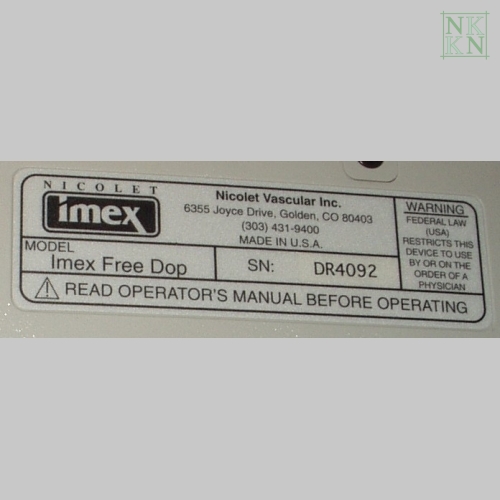 NK
KN
NICOLET
imex
Nicolet Vascular Inc.
6355 Joyce Drive, Golden, CO 80403
(303) 431-9400
MADE IN U.S.A.
MODEL
Imex Free Dop
SN: DR4092
WARNING
FEDERAL LAW
(USA)
RESTRICTS THIS
DEVICE TO USE
BY OR ON THE
ORDER OF A
PHYSICIAN
READ OPERATOR'S MANUAL BEFORE OPERATING